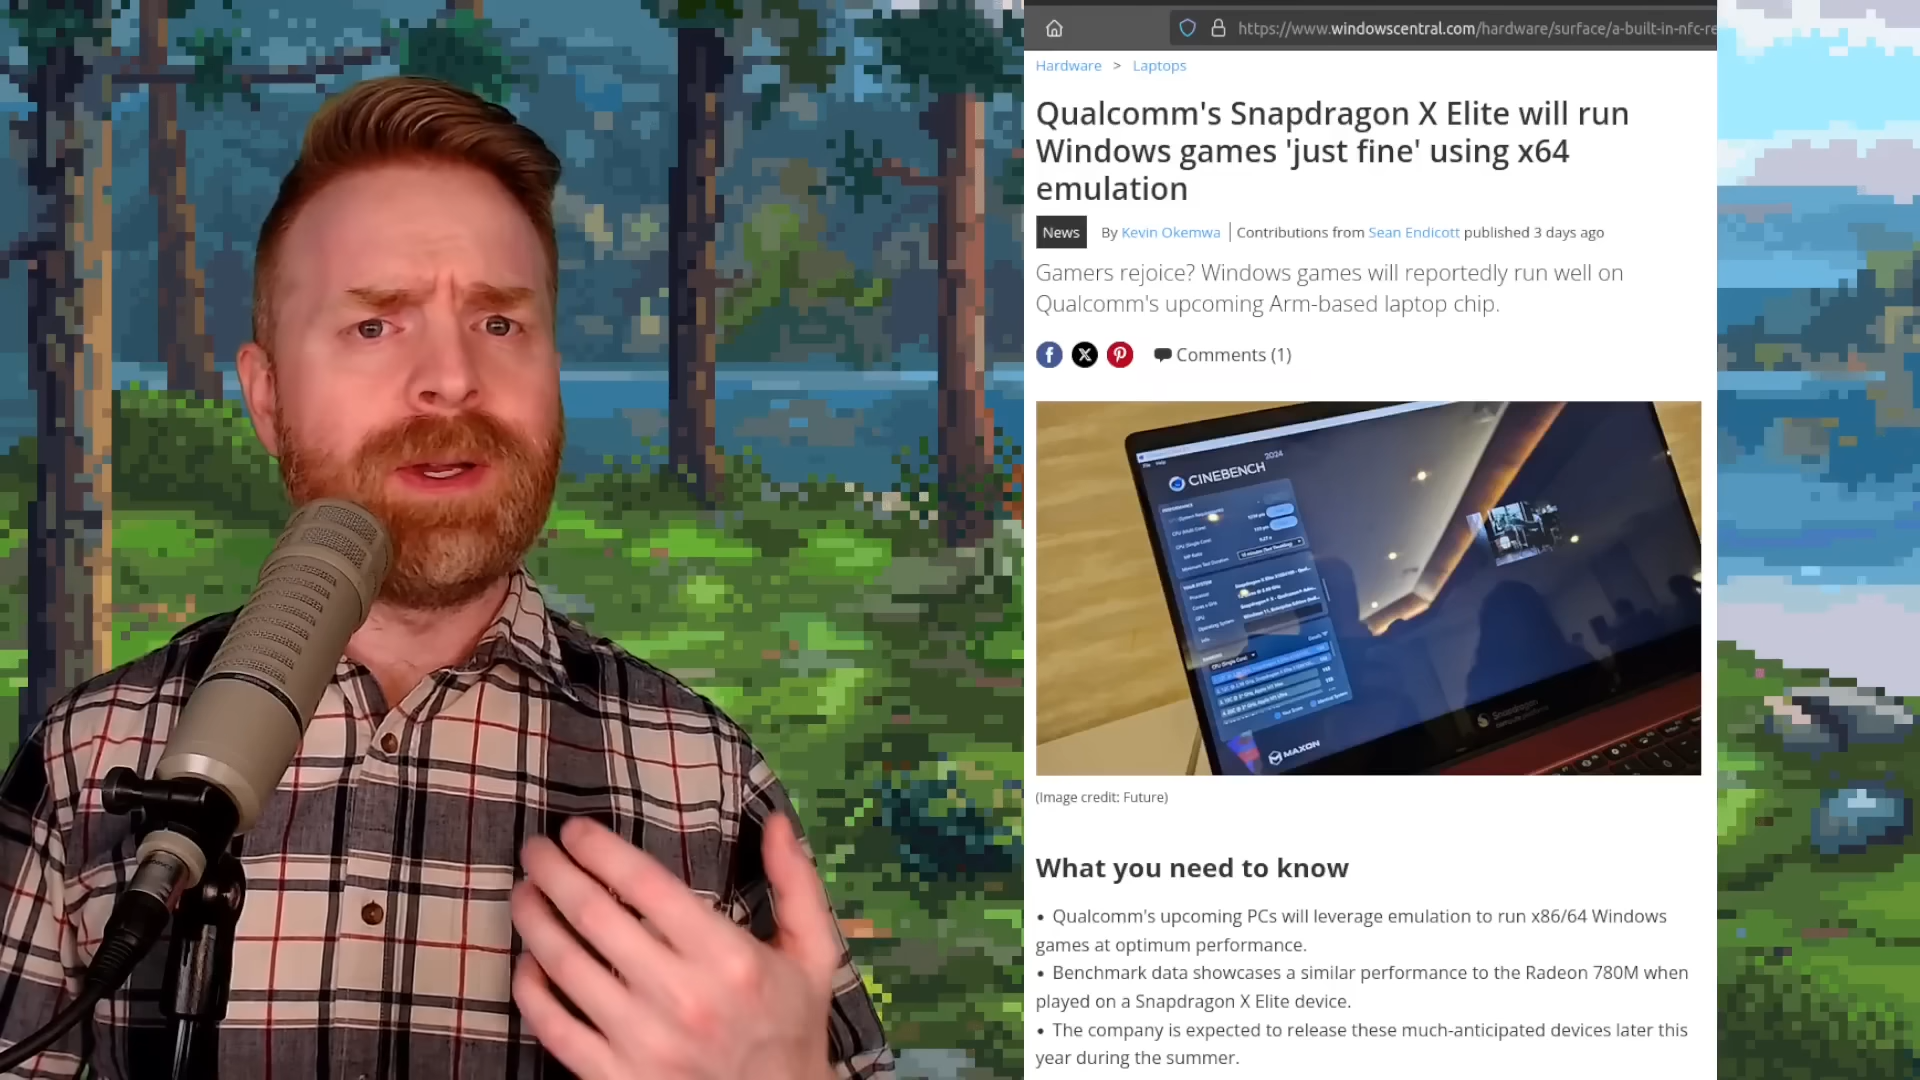 https://www.windowscentral.com/hardware/surface/a-built-in-nfc-re
Hardware > Laptops
Qualcomm's Snapdragon X Elite will run
Windows games 'just fine' using x64
emulation
News By Kevin Okemwa | Contributions from Sean Endicott published 3 days ago
Gamers rejoice? Windows games will reportedly run well on
Qualcomm's upcoming Arm-based laptop chip.
Comments (1)
CINEBENCH 2024
Snapdragon
MAXON
(Image credit: Future)
What you need to know
• Qualcomm's upcoming PCs will leverage emulation to run x86/64 Windows
games at optimum performance.
• Benchmark data showcases a similar performance to the Radeon 780M when
played on a Snapdragon X Elite device.
• The company is expected to release these much-anticipated devices later this
year during the summer.